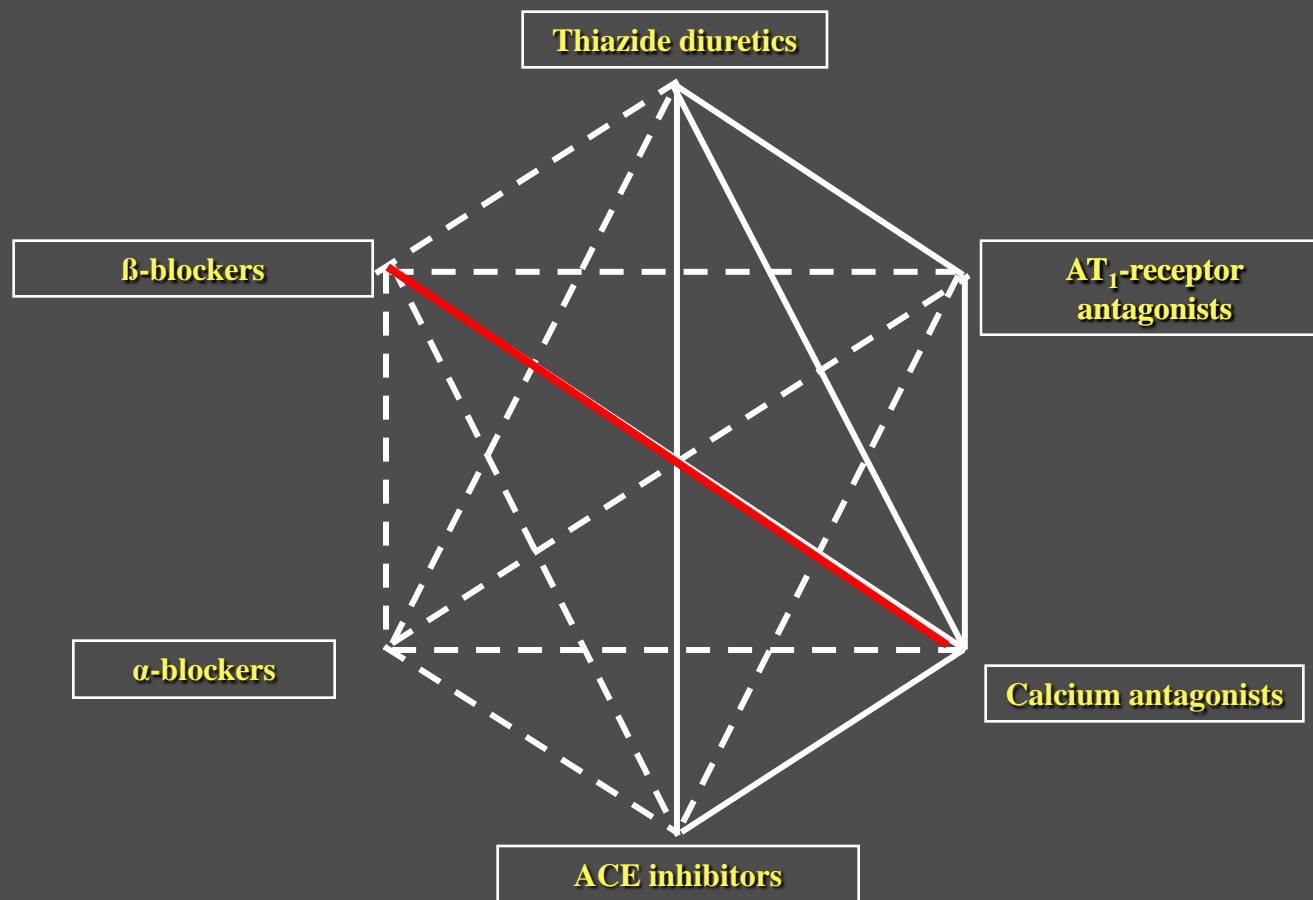 Thiazide diuretics
ß-blockers
AT₁-receptor
antagonists
α-blockers
Calcium antagonists
ACE inhibitors